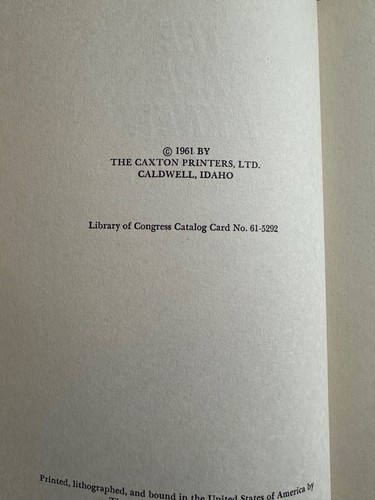 © 1961 BY
THE CAXTON PRINTERS, LTD.
CALDWELL, IDAHO
Library of Congress Catalog Card No. 61-5292
Printed, lithographed, and bound in the United States of America by